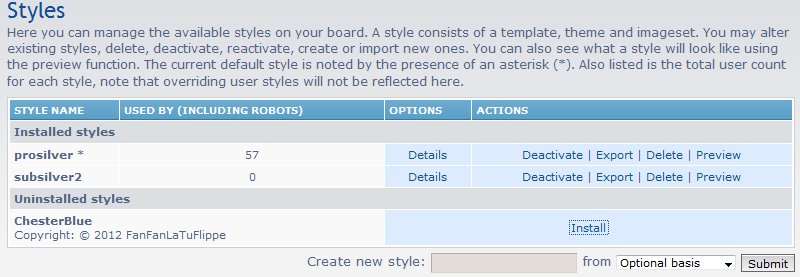 Styles
Here you can manage the available styles on your board. A style consists of a template, theme and imageset. You may alter
existing styles, delete, deactivate, reactivate, create or import new ones. You can also see what a style will look like using
the preview function. The current default style is noted by the presence of an asterisk (*). Also listed is the total user count
for each style, note that overriding user styles will not be reflected here.
STYLE NAME USED BY (INCLUDING ROBOTS) OPTIONS ACTIONS
Installed styles
prosilver * 57 Details Deactivate | Export | Delete | Preview
subsilver2 0 Details Deactivate | Export | Delete | Preview
Uninstalled styles
ChesterBlue
Copyright: © 2012 FanFanLaTuFlippe
Install
Create new style: from Optional basis Submit